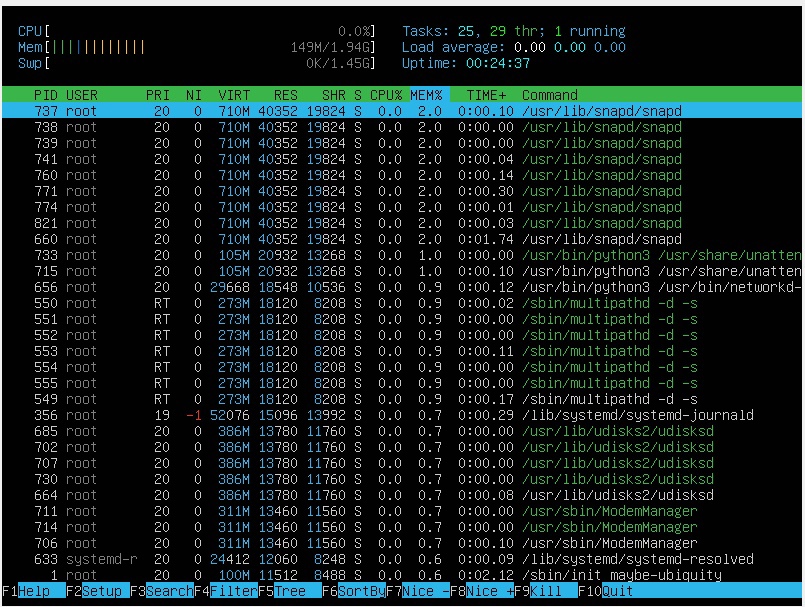 CPU[ 0.0%] Tasks: 25, 29 thr; 1 running
Mem[||||||||||||| 149M/1.94G] Load average: 0.00 0.00 0.00
Swp[ 0K/1.45G] Uptime: 00:24:37
PID USER PRI NI VIRT RES SHR S CPU% MEM% TIME+ Command
737 root 20 0 710M 40352 19824 S 0.0 2.0 0:00.10 /usr/lib/snapd/snapd
738 root 20 0 710M 40352 19824 S 0.0 2.0 0:00.00 /usr/lib/snapd/snapd
739 root 20 0 710M 40352 19824 S 0.0 2.0 0:00.00 /usr/lib/snapd/snapd
741 root 20 0 710M 40352 19824 S 0.0 2.0 0:00.04 /usr/lib/snapd/snapd
760 root 20 0 710M 40352 19824 S 0.0 2.0 0:00.14 /usr/lib/snapd/snapd
771 root 20 0 710M 40352 19824 S 0.0 2.0 0:00.30 /usr/lib/snapd/snapd
774 root 20 0 710M 40352 19824 S 0.0 2.0 0:00.01 /usr/lib/snapd/snapd
821 root 20 0 710M 40352 19824 S 0.0 2.0 0:00.03 /usr/lib/snapd/snapd
660 root 20 0 710M 40352 19824 S 0.0 2.0 0:01.74 /usr/lib/snapd/snapd
733 root 20 0 105M 20932 13268 S 0.0 1.0 0:00.00 /usr/bin/python3 /usr/share/unatten
715 root 20 0 105M 20932 13268 S 0.0 1.0 0:00.10 /usr/bin/python3 /usr/share/unatten
656 root 20 0 29668 18548 10536 S 0.0 0.9 0:00.12 /usr/bin/python3 /usr/bin/networkd-
550 root RT 0 273M 18120 8208 S 0.0 0.9 0:00.02 /sbin/multipathd -d -s
551 root RT 0 273M 18120 8208 S 0.0 0.9 0:00.00 /sbin/multipathd -d -s
552 root RT 0 273M 18120 8208 S 0.0 0.9 0:00.00 /sbin/multipathd -d -s
553 root RT 0 273M 18120 8208 S 0.0 0.9 0:00.11 /sbin/multipathd -d -s
554 root RT 0 273M 18120 8208 S 0.0 0.9 0:00.00 /sbin/multipathd -d -s
555 root RT 0 273M 18120 8208 S 0.0 0.9 0:00.00 /sbin/multipathd -d -s
549 root RT 0 273M 18120 8208 S 0.0 0.9 0:00.17 /sbin/multipathd -d -s
356 root 19 -1 52076 15096 13992 S 0.0 0.7 0:00.29 /lib/systemd/systemd-journald
685 root 20 0 386M 13780 11760 S 0.0 0.7 0:00.00 /usr/lib/udisks2/udisksd
702 root 20 0 386M 13780 11760 S 0.0 0.7 0:00.00 /usr/lib/udisks2/udisksd
707 root 20 0 386M 13780 11760 S 0.0 0.7 0:00.00 /usr/lib/udisks2/udisksd
730 root 20 0 386M 13780 11760 S 0.0 0.7 0:00.00 /usr/lib/udisks2/udisksd
664 root 20 0 386M 13780 11760 S 0.0 0.7 0:00.08 /usr/lib/udisks2/udisksd
711 root 20 0 311M 13460 11560 S 0.0 0.7 0:00.00 /usr/sbin/ModemManager
714 root 20 0 311M 13460 11560 S 0.0 0.7 0:00.00 /usr/sbin/ModemManager
706 root 20 0 311M 13460 11560 S 0.0 0.7 0:00.10 /usr/sbin/ModemManager
633 systemd-r 20 0 24412 12060 8248 S 0.0 0.6 0:00.09 /lib/systemd/systemd-resolved
1 root 20 0 100M 11512 8488 S 0.0 0.6 0:02.12 /sbin/init maybe-ubiquity
F1Help F2Setup F3SearchF4FilterF5Tree F6SortByF7Nice -F8Nice +F9Kill F10Quit